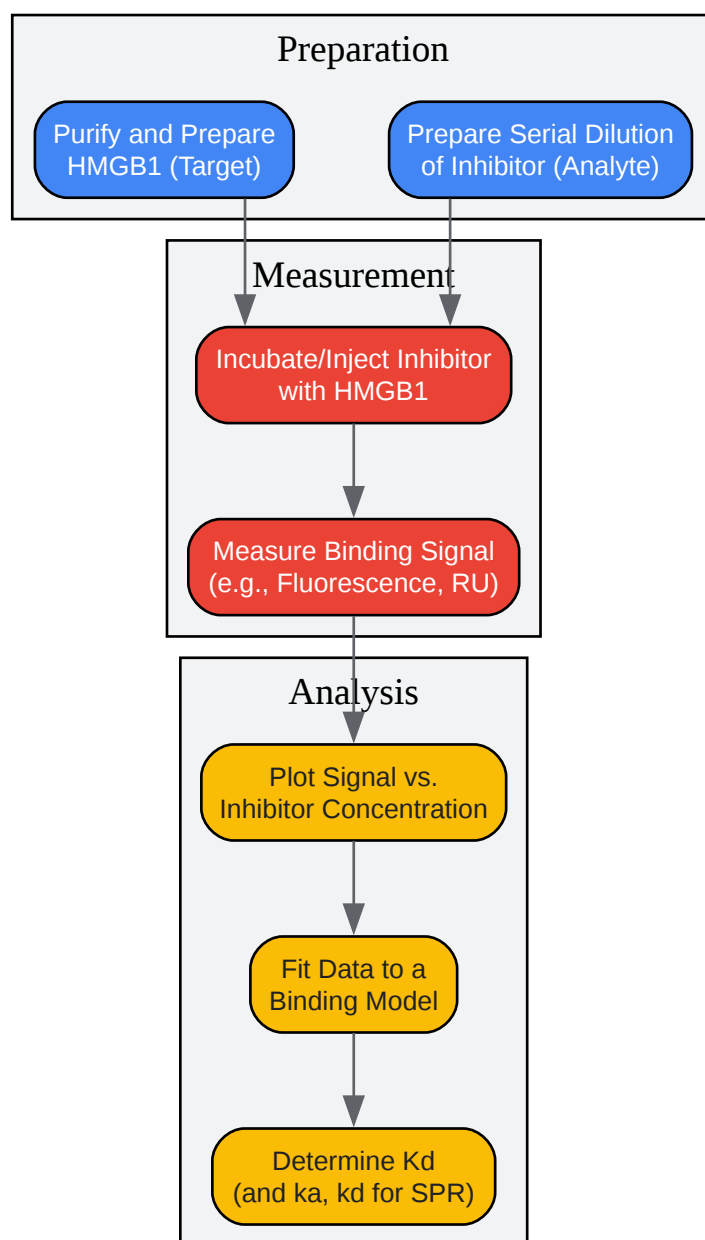 Preparation
Purify and Prepare
HMGB1 (Target)
Prepare Serial Dilution
of Inhibitor (Analyte)
Measurement
Incubate/Inject Inhibitor
with HMGB1
Measure Binding Signal
(e.g., Fluorescence, RU)
Analysis
Plot Signal vs.
Inhibitor Concentration
Fit Data to a
Binding Model
Determine Kd
(and ka, kd for SPR)